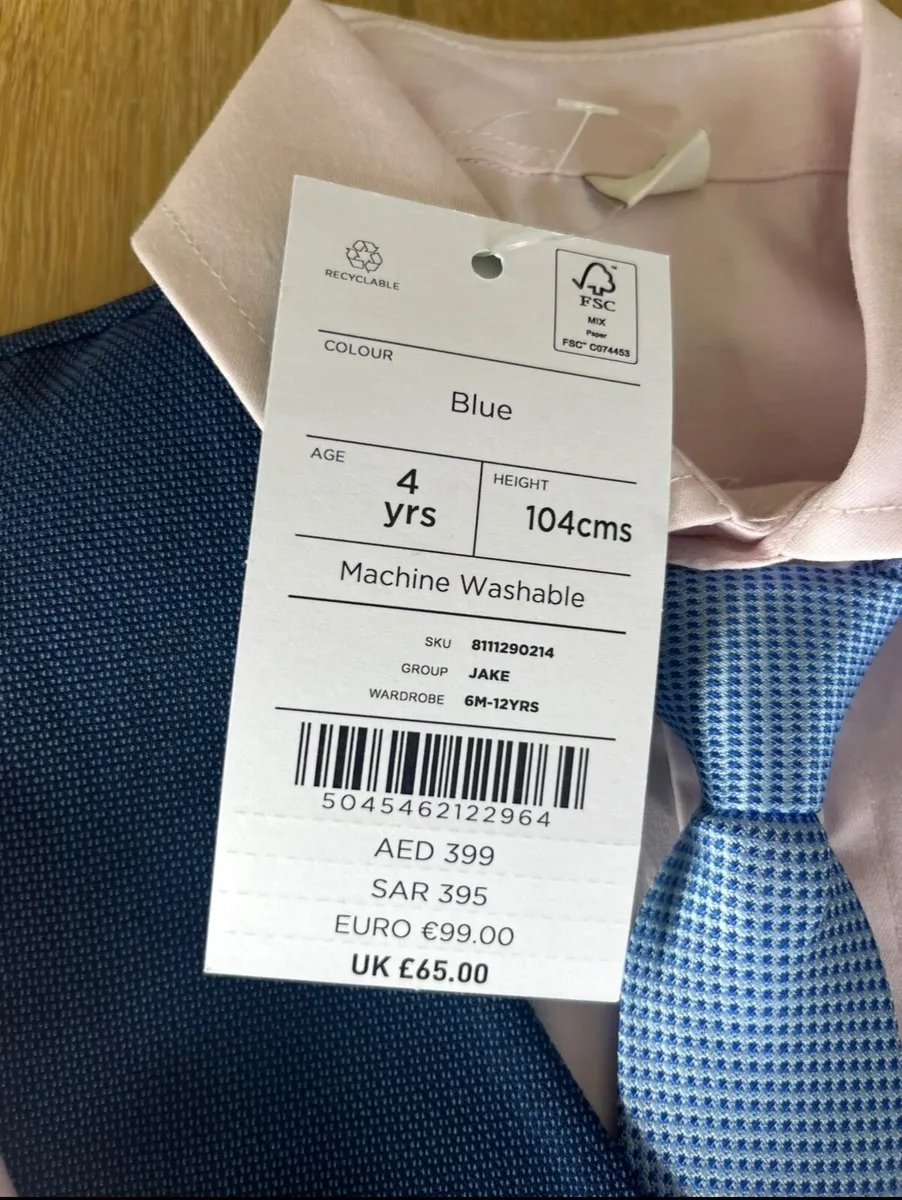 RECYCLABLE
FSC™
MIX
Paper
FSC™ C074453
COLOUR
Blue
AGE
4
yrs
HEIGHT
104cms
Machine Washable
SKU 8111290214
GROUP JAKE
WARDROBE 6M-12YRS
5045462122964
AED 399
SAR 395
EURO €99.00
UK £65.00